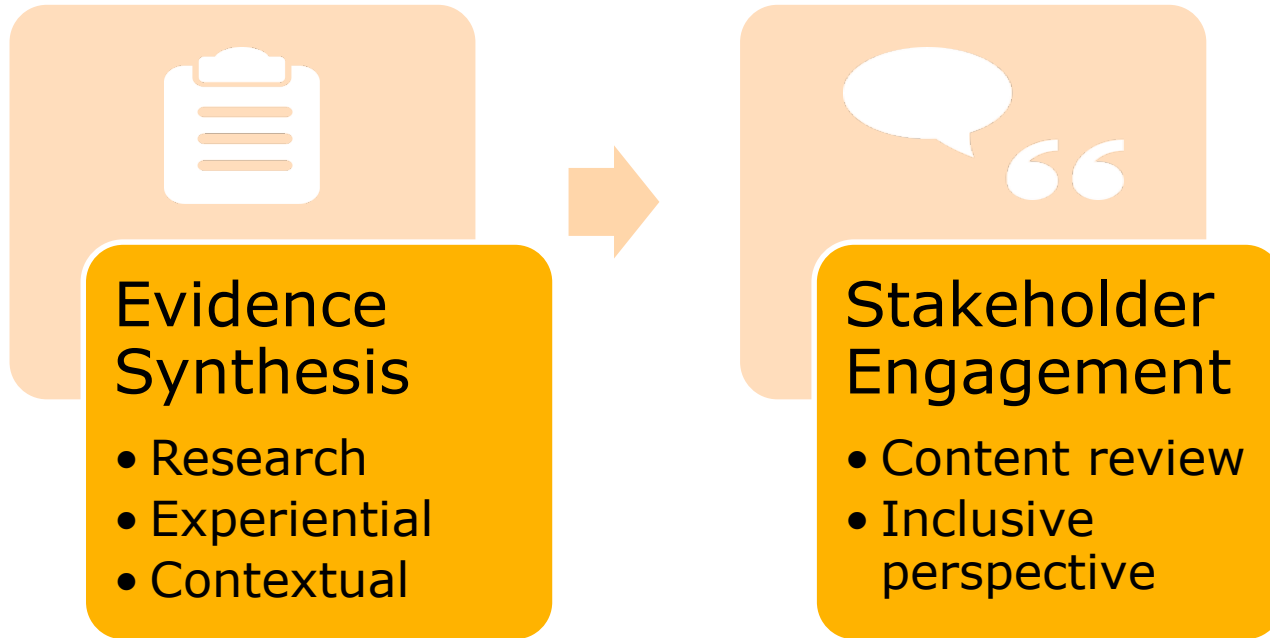 Evidence
Synthesis
• Research
• Experiential
• Contextual
Stakeholder
Engagement
• Content review
• Inclusive
perspective